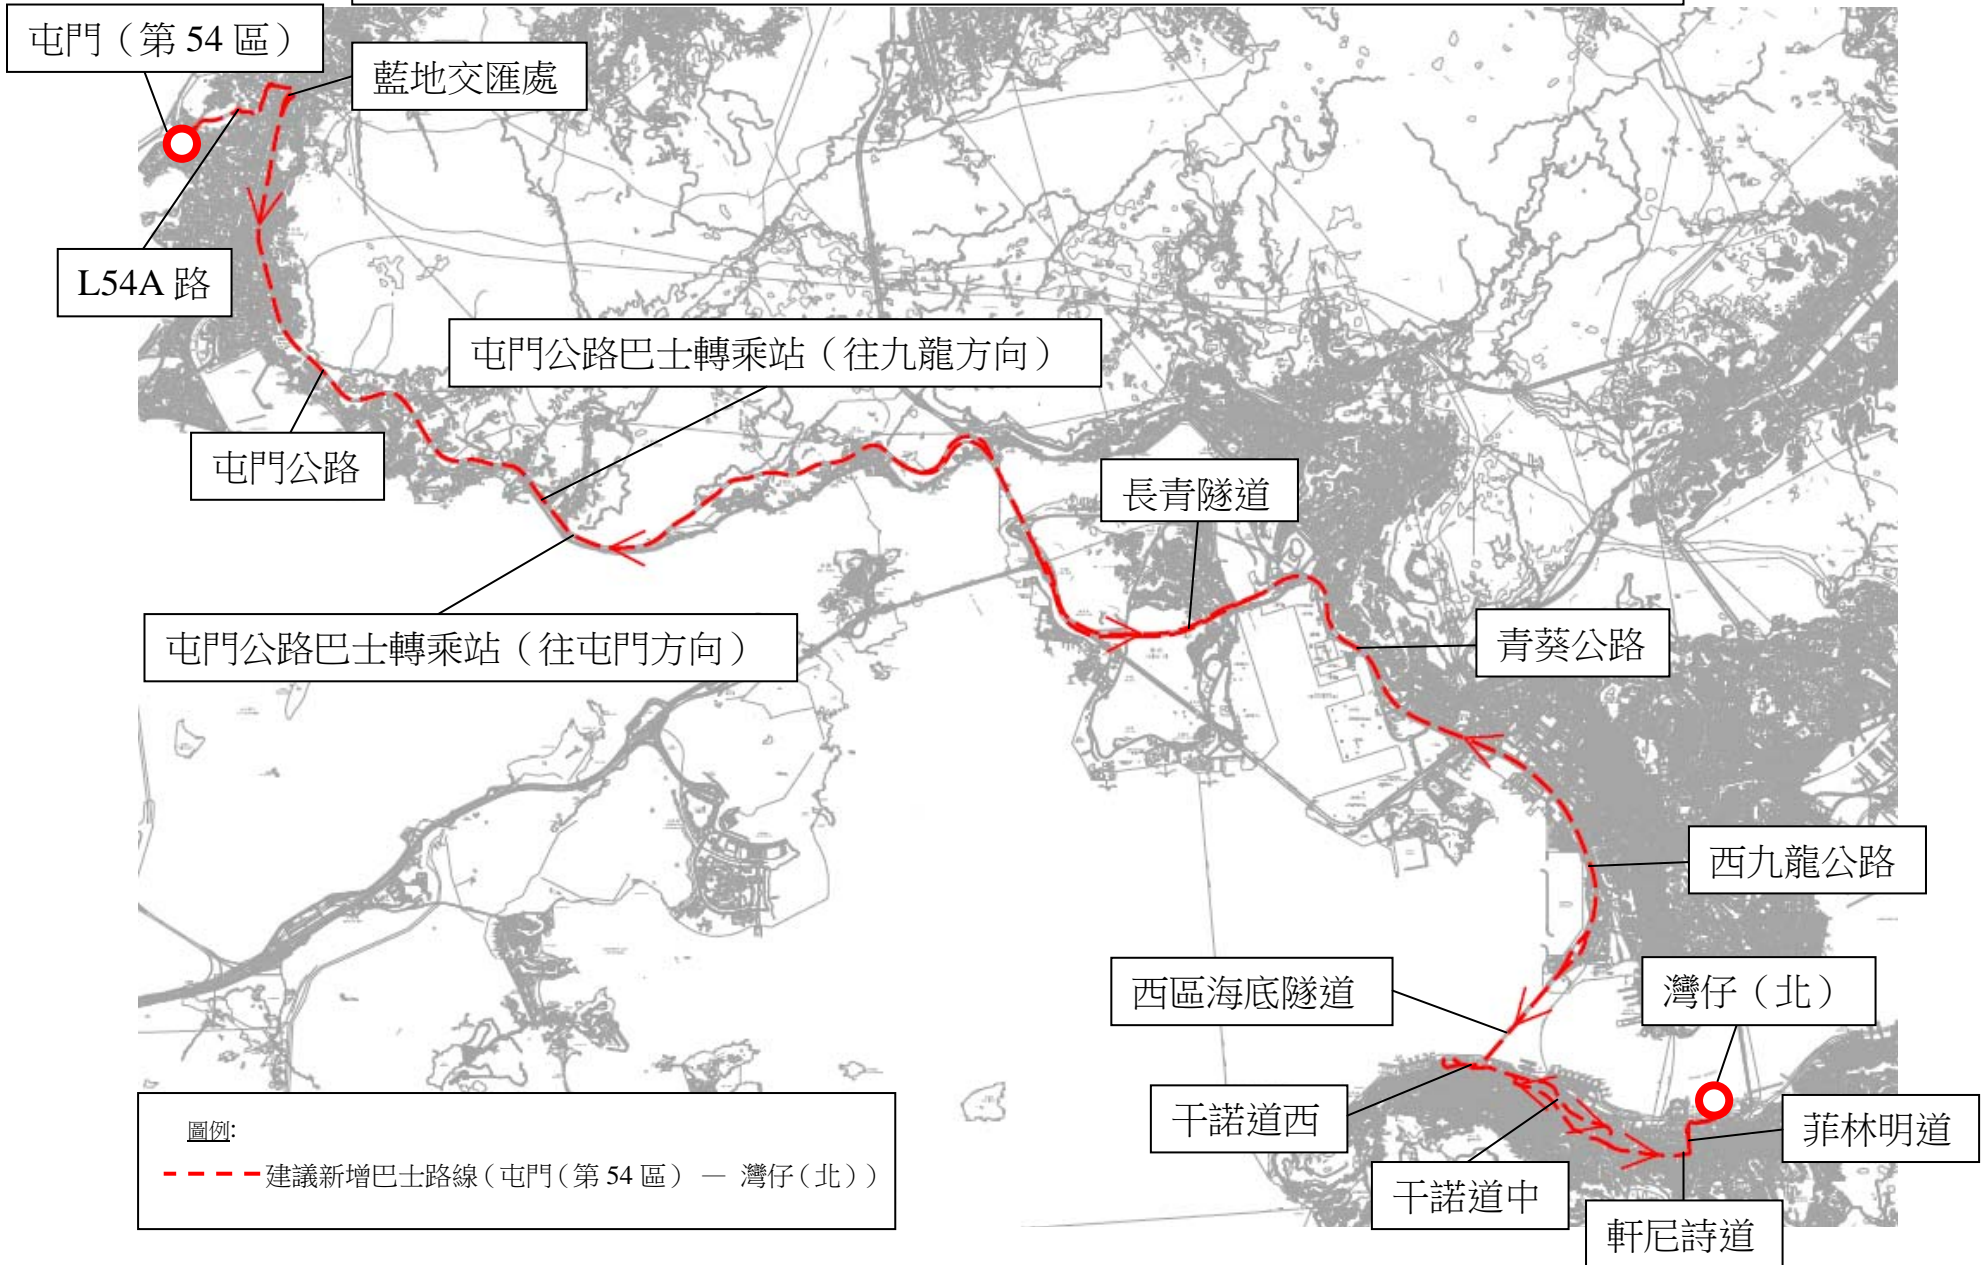 屯門（第 54 區）
藍地交匯處
L54A 路
屯門公路巴士轉乘站（往九龍方向）
屯門公路
長青隧道
屯門公路巴士轉乘站（往屯門方向）
青葵公路
西九龍公路
西區海底隧道
灣仔（北）
干諾道西
菲林明道
干諾道中
軒尼詩道
圖例:
建議新增巴士路線（屯門（第 54 區） — 灣仔（北））